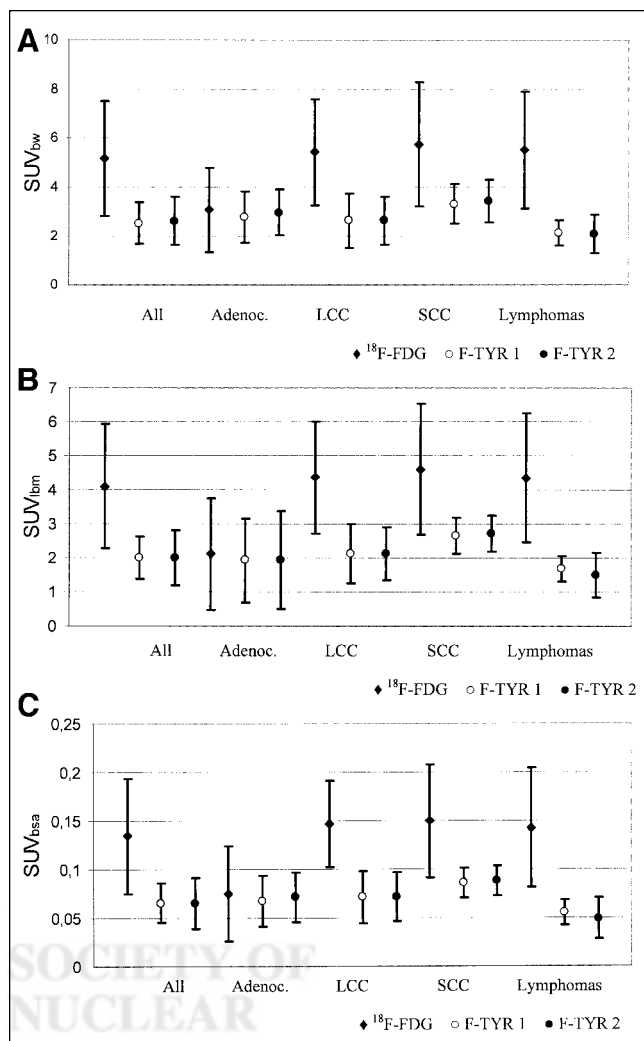 A
10
8
6
4
2
0
SUVbw
All Adenoc. LCC SCC Lymphomas
◆ ¹⁸F-FDG ○ F-TYR 1 ● F-TYR 2
B
7
6
5
4
3
2
1
0
SUVlbm
All Adenoc. LCC SCC Lymphomas
◆ ¹⁸F-FDG ○ F-TYR 1 ● F-TYR 2
C
0,25
0,2
0,15
0,1
0,05
0
SUVbsa
SOCIETY OF
NUCLEAR
All Adenoc. LCC SCC Lymphomas
◆ ¹⁸F-FDG ○ F-TYR 1 ● F-TYR 2